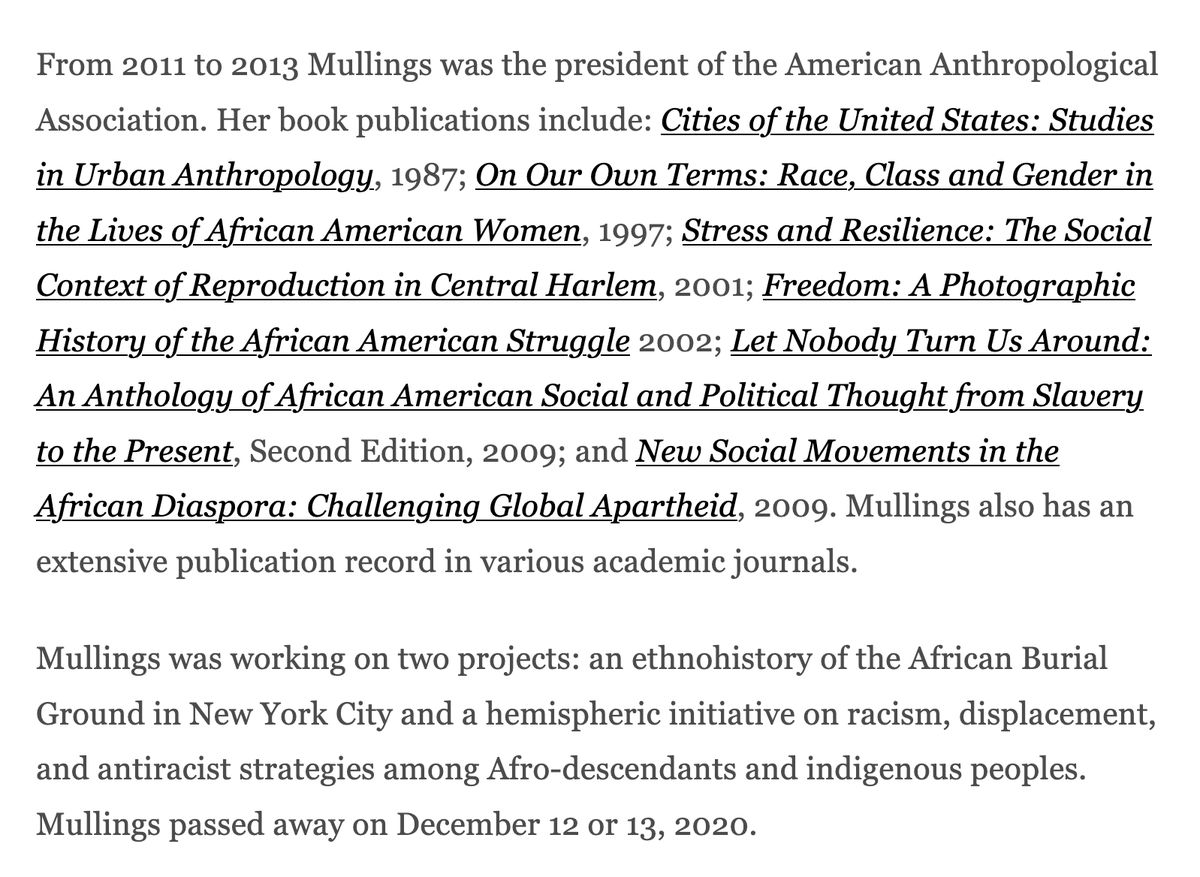 From 2011 to 2013 Mullings was the president of the American Anthropological
Association. Her book publications include: Cities of the United States: Studies
in Urban Anthropology, 1987; On Our Own Terms: Race, Class and Gender in
the Lives of African American Women, 1997; Stress and Resilience: The Social
Context of Reproduction in Central Harlem, 2001; Freedom: A Photographic
History of the African American Struggle 2002; Let Nobody Turn Us Around:
An Anthology of African American Social and Political Thought from Slavery
to the Present, Second Edition, 2009; and New Social Movements in the
African Diaspora: Challenging Global Apartheid, 2009. Mullings also has an
extensive publication record in various academic journals.
Mullings was working on two projects: an ethnohistory of the African Burial
Ground in New York City and a hemispheric initiative on racism, displacement,
and antiracist strategies among Afro-descendants and indigenous peoples.
Mullings passed away on December 12 or 13, 2020.